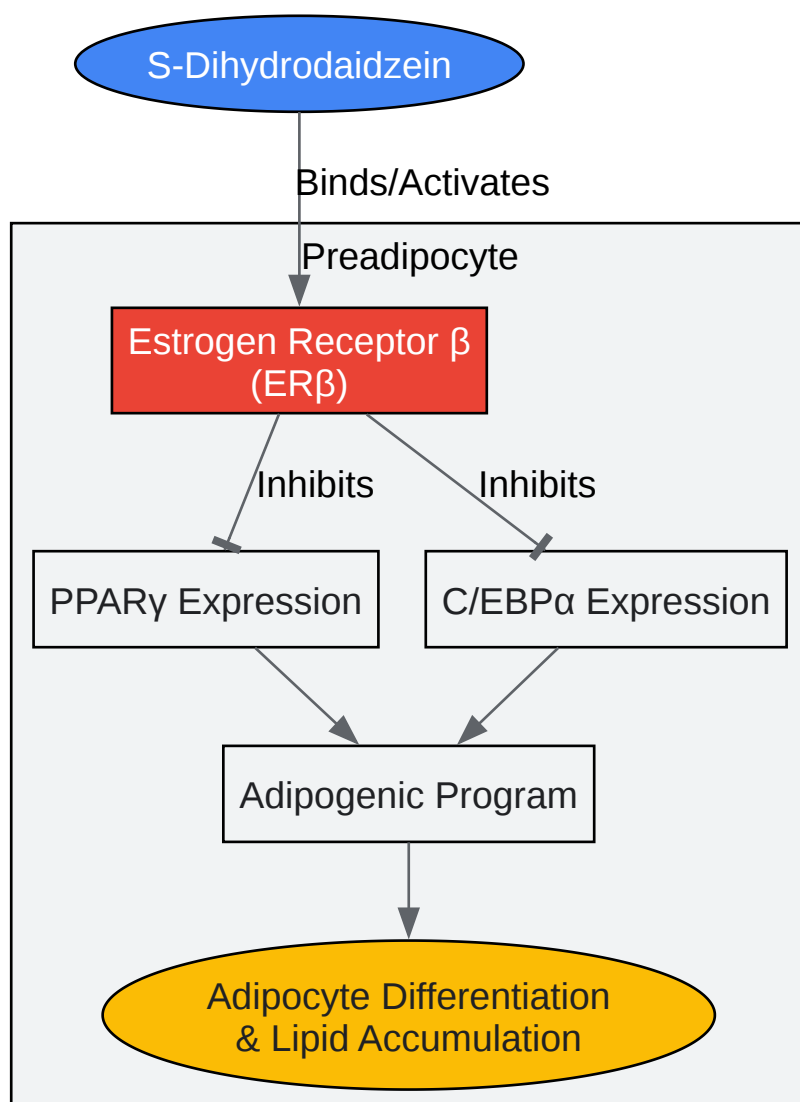 S-Dihydrodaidzein
Binds/Activates
Preadipocyte
Estrogen Receptor β
(ERβ)
Inhibits
Inhibits
PPARγ Expression
C/EBPα Expression
Adipogenic Program
Adipocyte Differentiation
& Lipid Accumulation